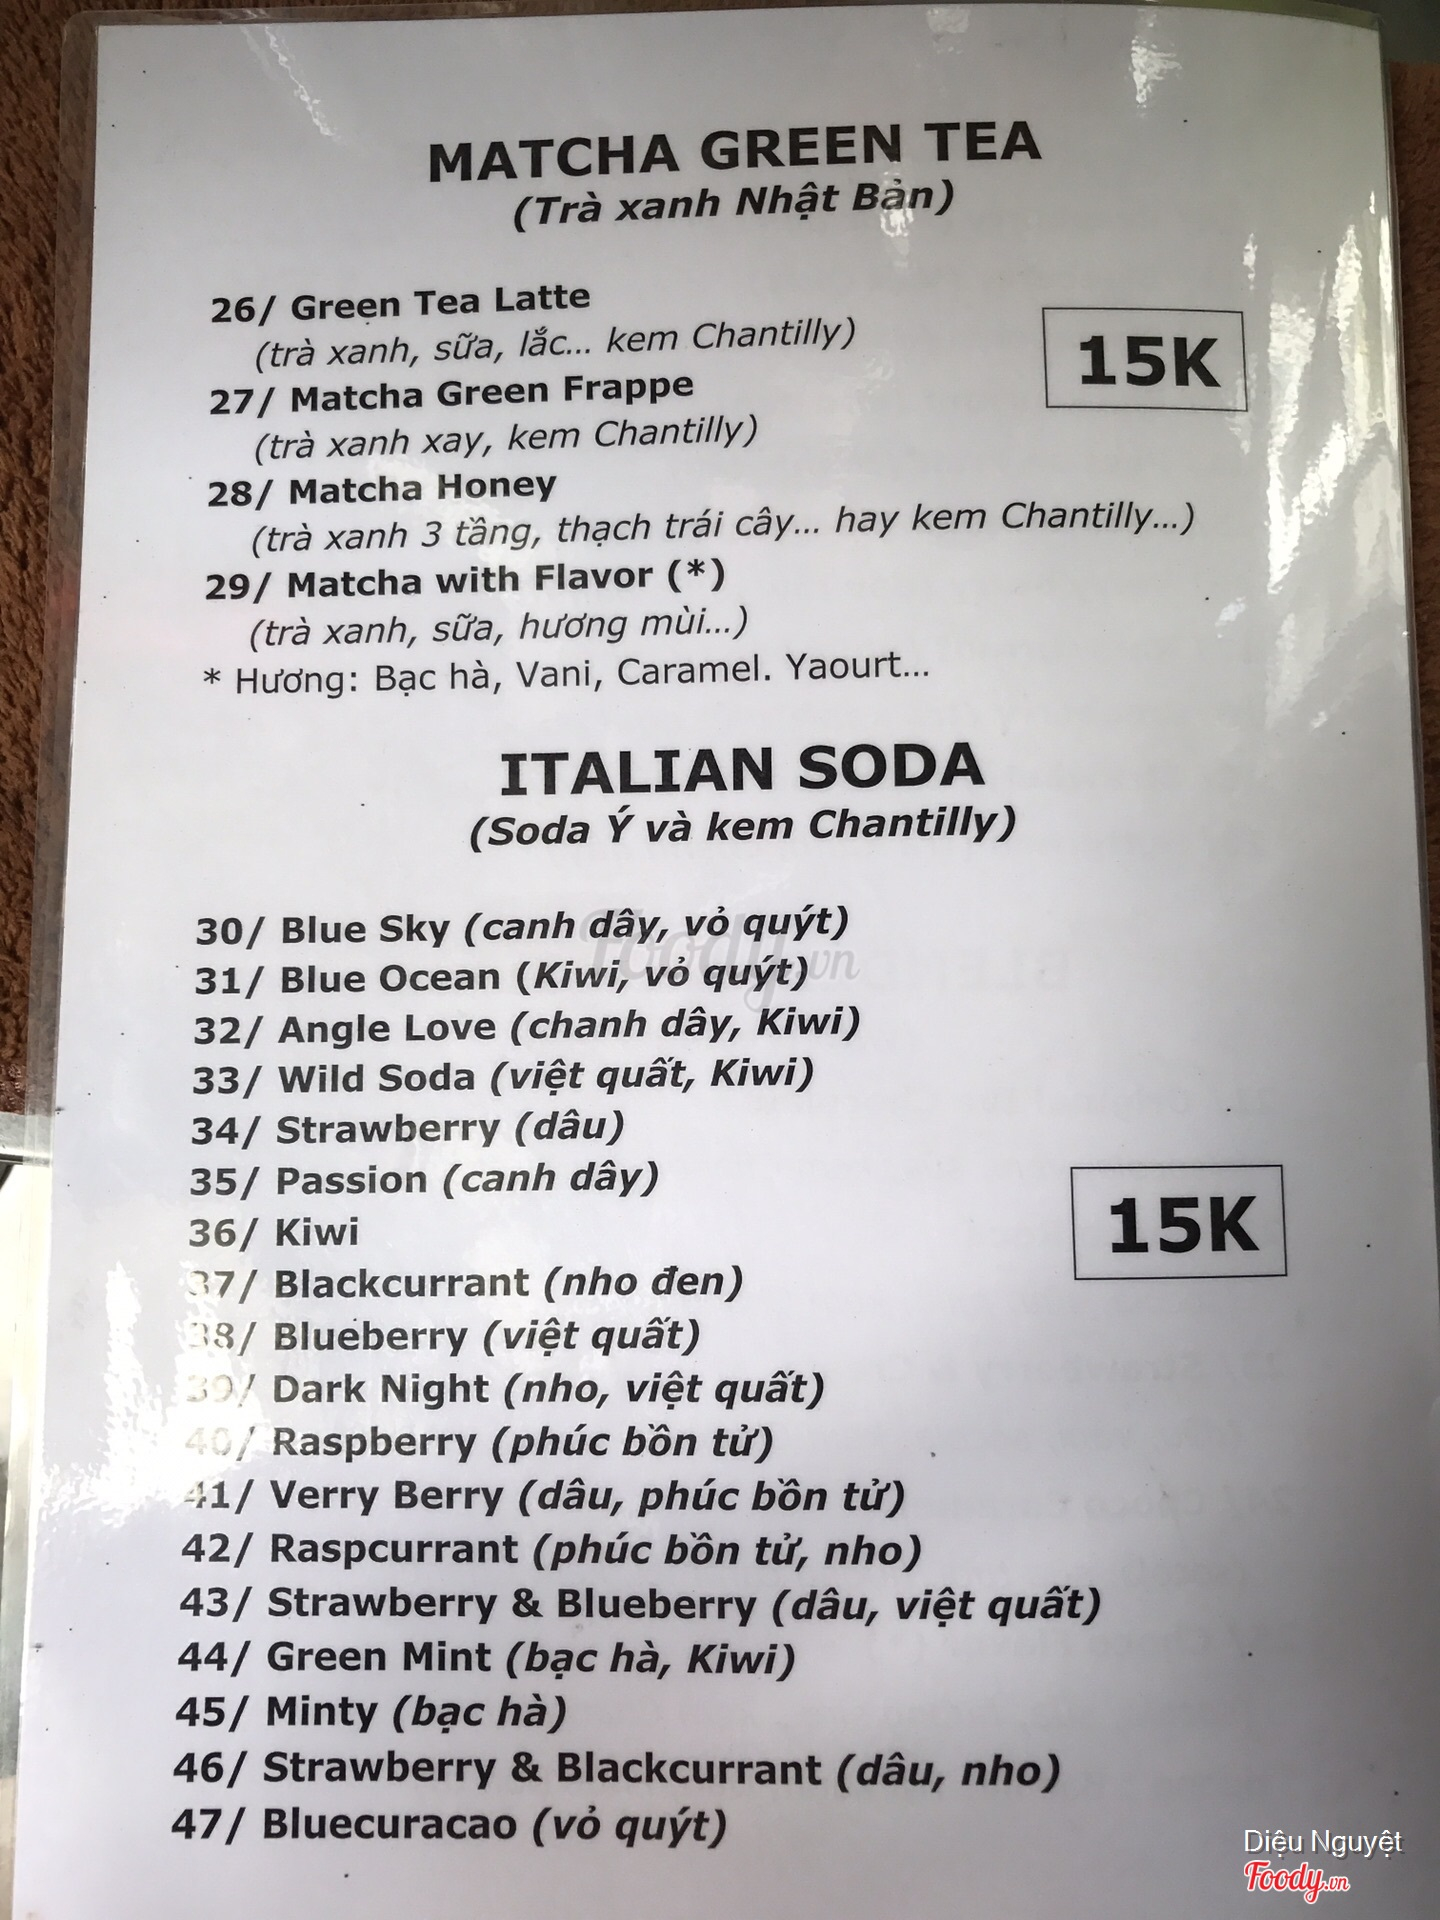 MATCHA GREEN TEA
(Trà xanh Nhật Bản)
26/ Green Tea Latte
(trà xanh, sữa, lắc... kem Chantilly)
15K
27/ Matcha Green Frappe
(trà xanh xay, kem Chantilly)
28/ Matcha Honey
(trà xanh 3 tầng, thạch trái cây... hay kem Chantilly...)
29/ Matcha with Flavor (*)
(trà xanh, sữa, hương mùi...)
* Hương: Bạc hà, Vani, Caramel. Yaourt...
ITALIAN SODA
(Soda Ý và kem Chantilly)
30/ Blue Sky (canh dây, vỏ quýt)
Foody.vn
31/ Blue Ocean (Kiwi, vỏ quýt)
32/ Angle Love (chanh dây, Kiwi)
33/ Wild Soda (việt quất, Kiwi)
34/ Strawberry (dâu)
35/ Passion (canh dây)
36/ Kiwi
15K
37/ Blackcurrant (nho đen)
38/ Blueberry (việt quất)
39/ Dark Night (nho, việt quất)
40/ Raspberry (phúc bồn tử)
41/ Verry Berry (dâu, phúc bồn tử)
42/ Raspcurrant (phúc bồn tử, nho)
43/ Strawberry & Blueberry (dâu, việt quất)
44/ Green Mint (bạc hà, Kiwi)
45/ Minty (bạc hà)
46/ Strawberry & Blackcurrant (dâu, nho)
47/ Bluecuracao (vỏ quýt)
Diệu Nguyệt
Foody.vn